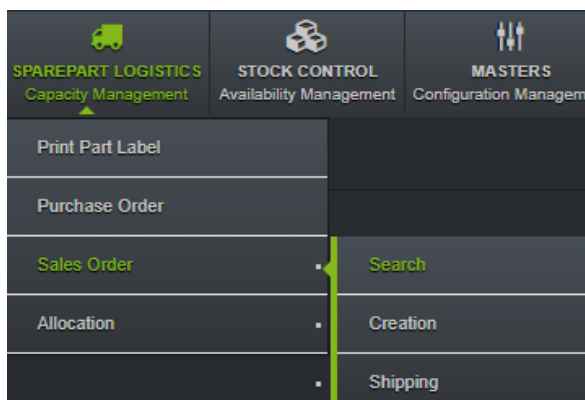 SPAREPART LOGISTICS
Capacity Management
STOCK CONTROL
Availability Management
MASTERS
Configuration Managem
Print Part Label
Purchase Order
Sales Order
Search
Allocation
Creation
Shipping